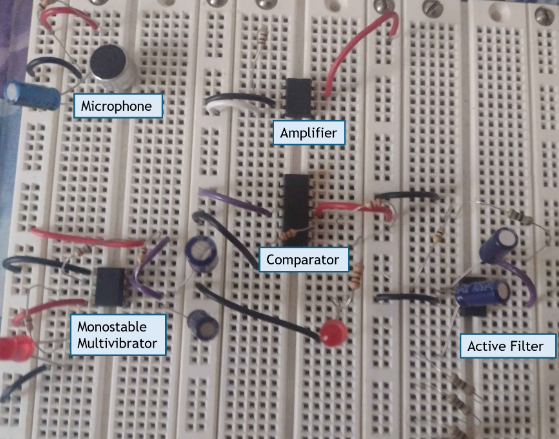 Microphone
Amplifier
Comparator
Monostable
Multivibrator
Active Filter